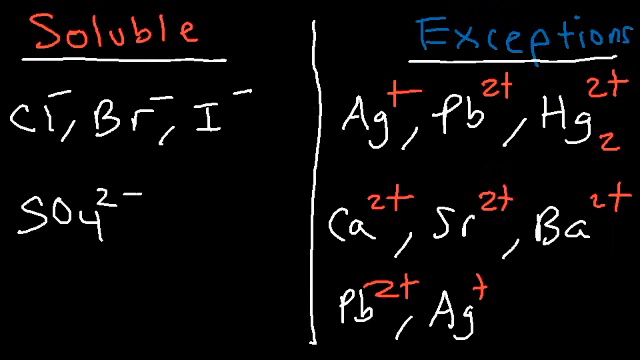 Soluble
Exceptions
Cl⁻, Br⁻, I⁻
Ag⁺, Pb²⁺, Hg₂²⁺
SO₄²⁻
Ca²⁺, Sr²⁺, Ba²⁺
Pb²⁺, Ag⁺